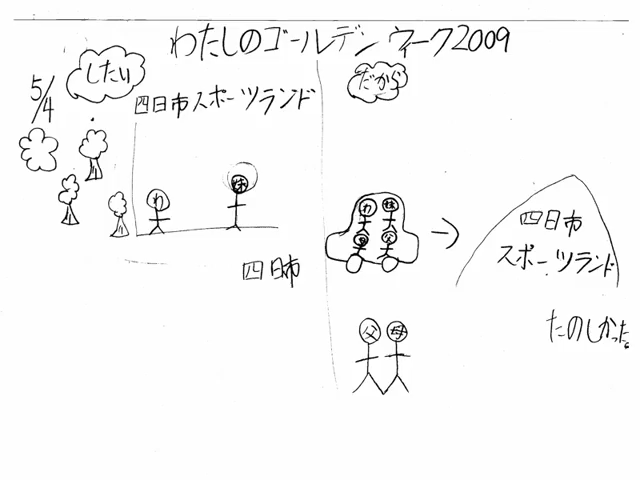 わたしのゴールデンウィーク2009
5/4
したい
四日市スポーツランド
わ
妹
四日市
だから
わ
妹
母
父
四日市
スポーツランド
父
母
たのしかった。